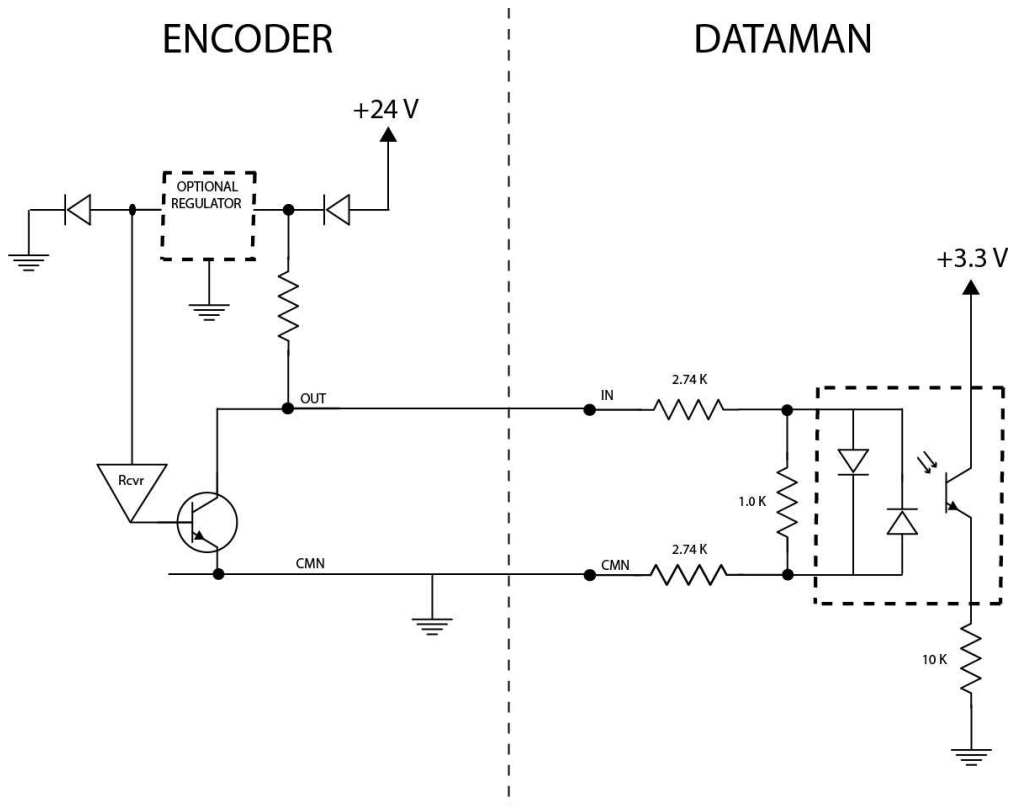 ENCODER
DATAMAN
+24 V
OPTIONAL
REGULATOR
+3.3 V
2.74 K
OUT
IN
Rcvr
1.0 K
2.74 K
CMN
CMN
10 K